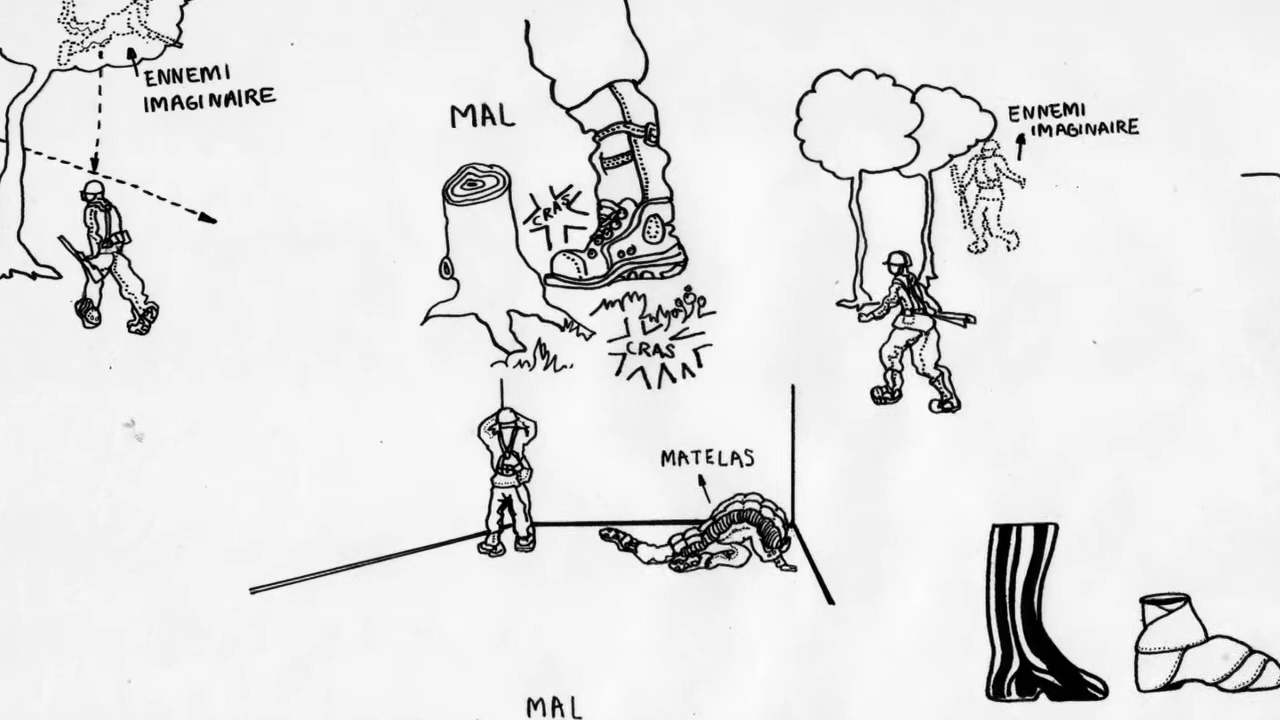 ENNEMI
IMAGINAIRE
MAL
CRAS
ENNEMI
IMAGINAIRE
CRAS
MATELAS
MAL